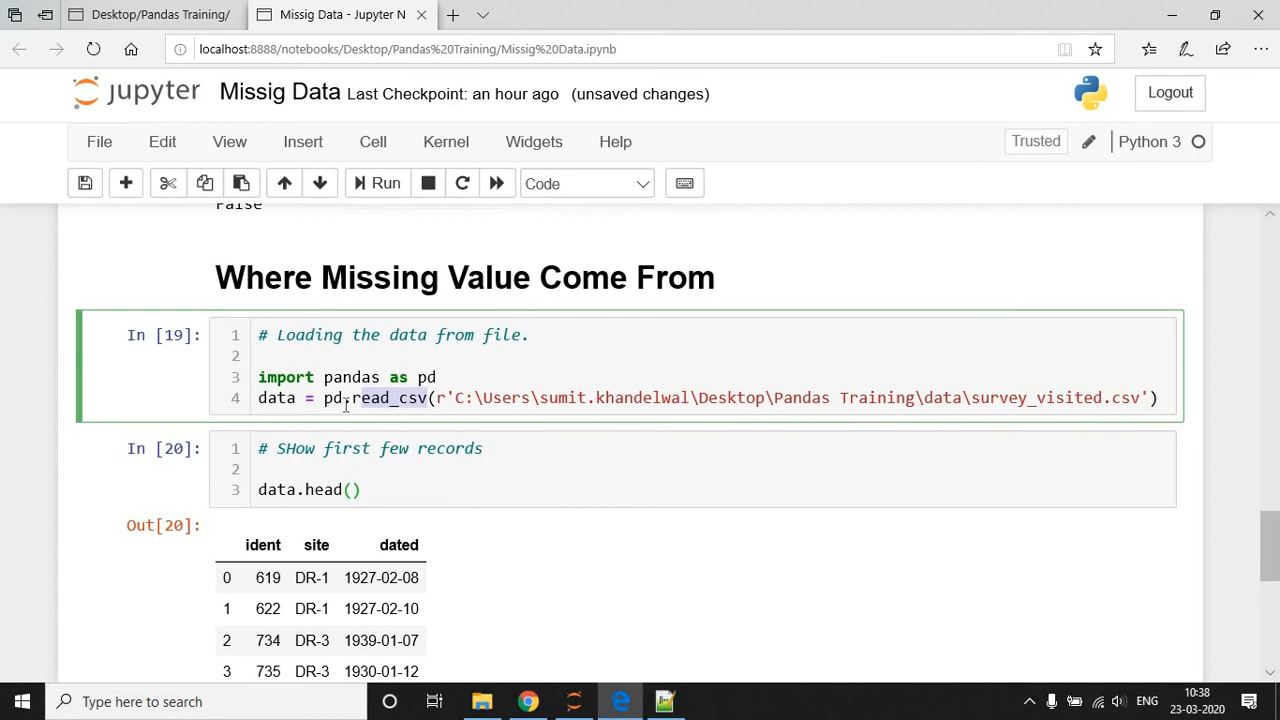 Desktop/Pandas Training/
Missig Data - Jupyter N
localhost:8888/notebooks/Desktop/Pandas%20Training/Missig%20Data.ipynb
jupyter Missig Data Last Checkpoint: an hour ago (unsaved changes)
Logout
File Edit View Insert Cell Kernel Widgets Help
Trusted
Python 3
Run
Code
False
Where Missing Value Come From
In [19]:
1 # Loading the data from file.
2
3 import pandas as pd
4 data = pd.read_csv(r'C:\Users\sumit.khandelwal\Desktop\Pandas Training\data\survey_visited.csv')
In [20]:
1 # SHow first few records
2
3 data.head()
Out[20]:
ident site dated
0 619 DR-1 1927-02-08
1 622 DR-1 1927-02-10
2 734 DR-3 1939-01-07
3 735 DR-3 1930-01-12
Type here to search
ENG
10:38
23-03-2020